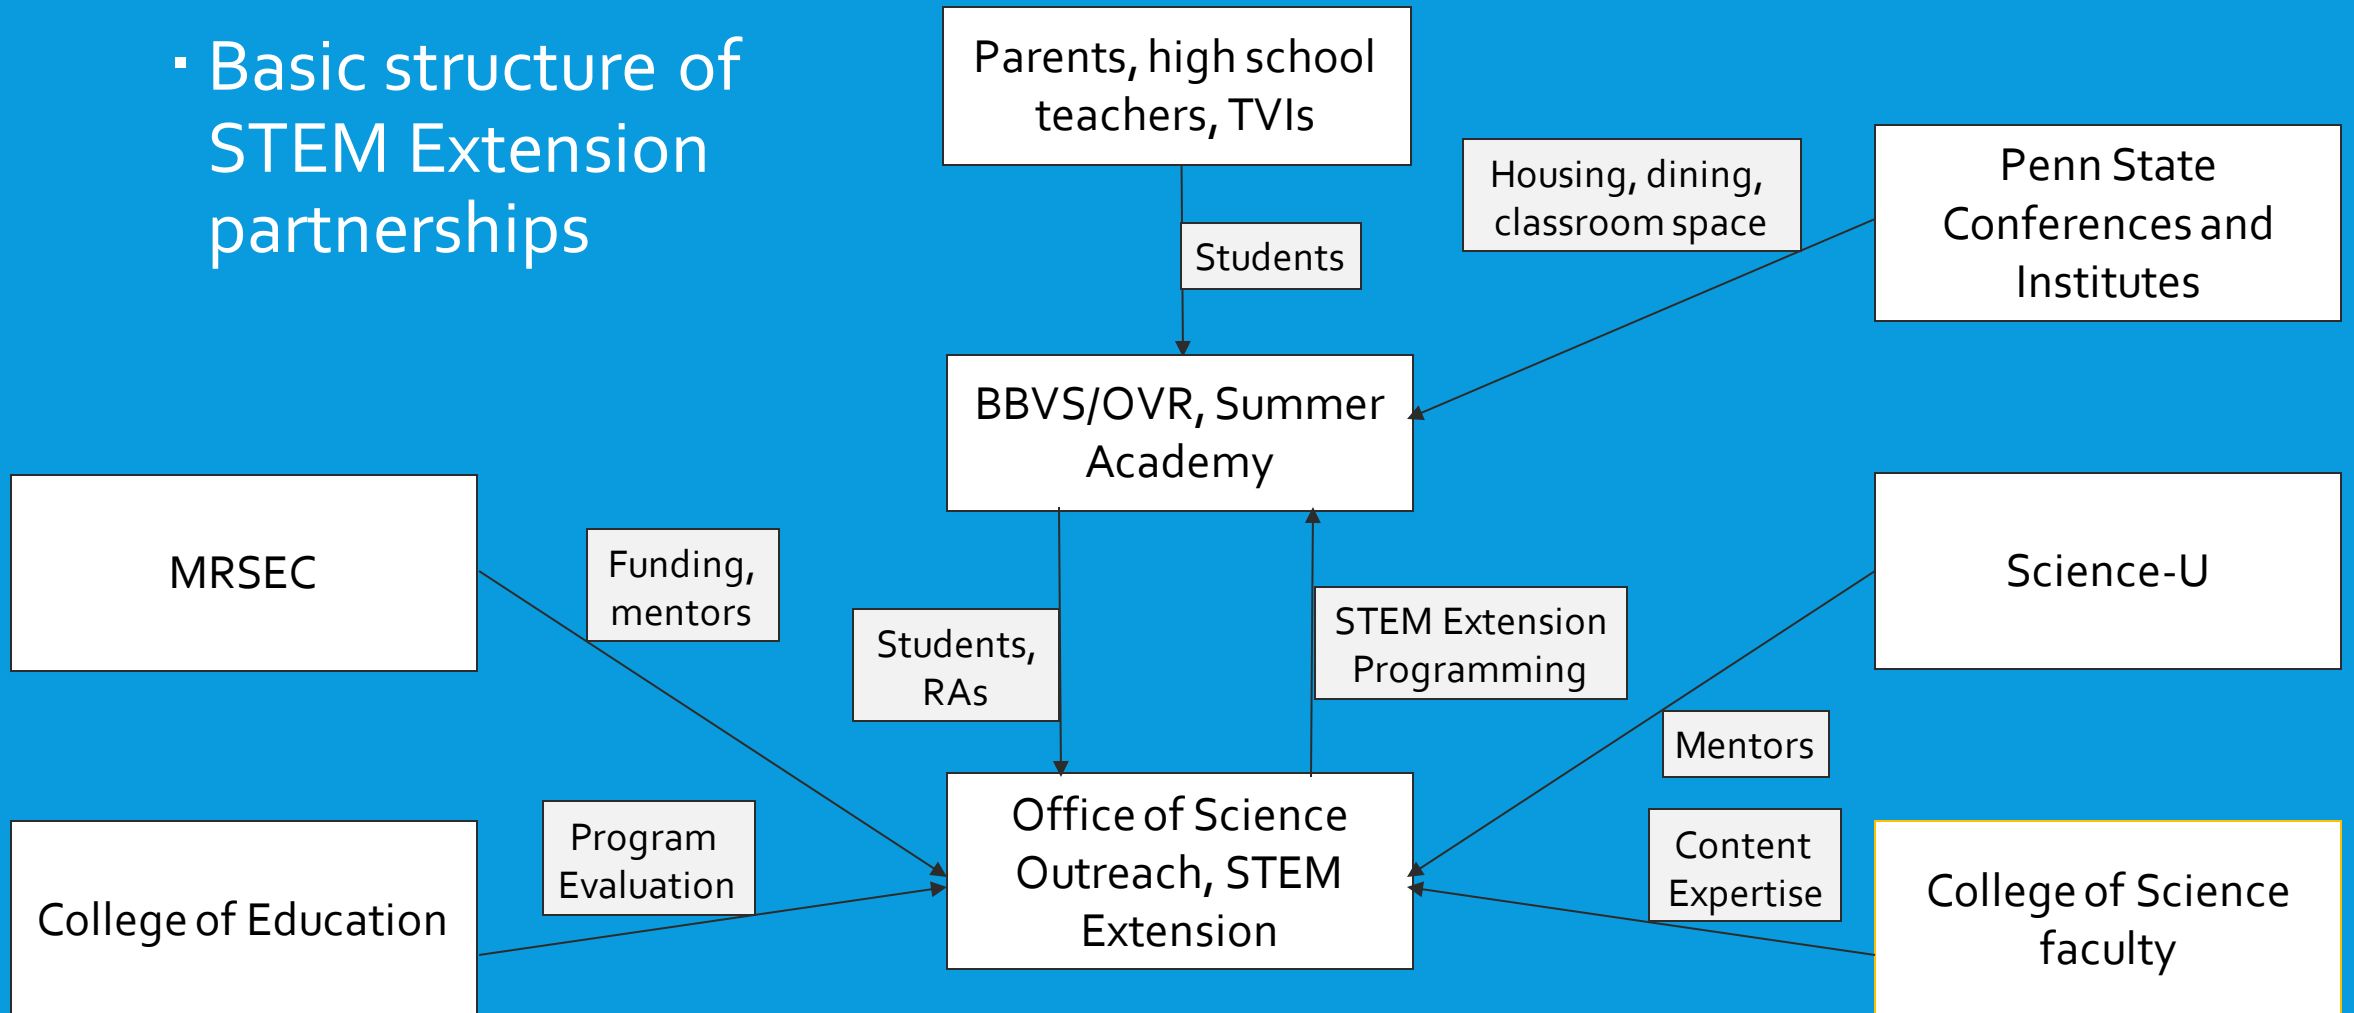 ▪ Basic structure of
STEM Extension
partnerships
Parents, high school
teachers, TVIs
Housing, dining,
classroom space
Penn State
Conferences and
Institutes
Students
BBVS/OVR, Summer
Academy
MRSEC
Funding,
mentors
Students,
RAs
STEM Extension
Programming
Science-U
Mentors
College of Education
Program
Evaluation
Office of Science
Outreach, STEM
Extension
Content
Expertise
College of Science
faculty